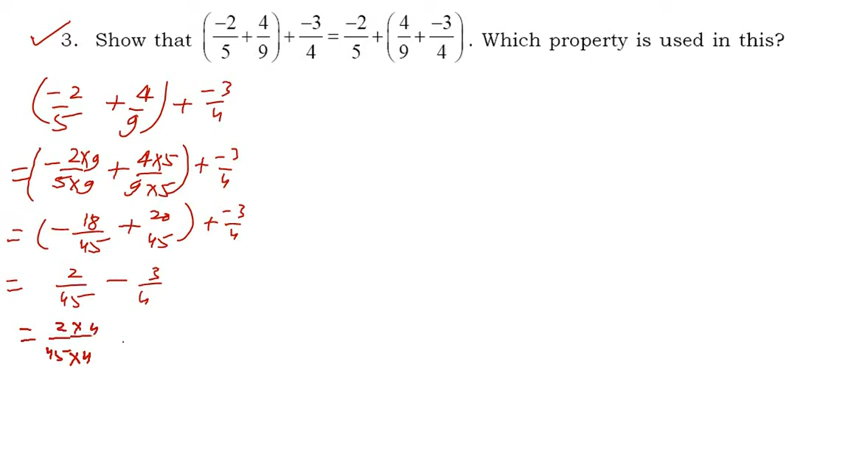 3. Show that (−2/5 + 4/9) + −3/4 = −2/5 + (4/9 + −3/4). Which property is used in this?
(−2/5 + 4/9) + −3/4
= (−2×9/5×9 + 4×5/9×5) + −3/4
= (−18/45 + 20/45) + −3/4
= 2/45 − 3/4
= 2×4/45×4